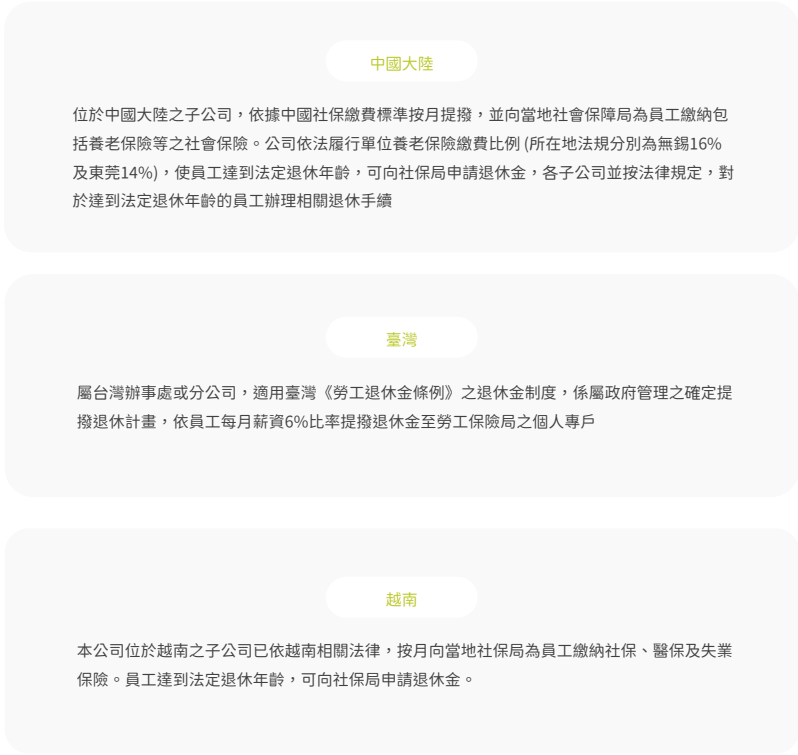 中國大陸
位於中國大陸之子公司，依據中國社保繳費標準按月提撥，並向當地社會保障局為員工繳納包
括養老保險等之社會保險。公司依法履行單位養老保險繳費比例 (所在地法規分別為無錫16%
及東莞14%)，使員工達到法定退休年齡，可向社保局申請退休金，各子公司並按法律規定，對
於達到法定退休年齡的員工辦理相關退休手續
臺灣
屬台灣辦事處或分公司，適用臺灣《勞工退休金條例》之退休金制度，係屬政府管理之確定提
撥退休計畫，依員工每月薪資6%比率提撥退休金至勞工保險局之個人專戶
越南
本公司位於越南之子公司已依越南相關法律，按月向當地社保局為員工繳納社保、醫保及失業
保險。員工達到法定退休年齡，可向社保局申請退休金。